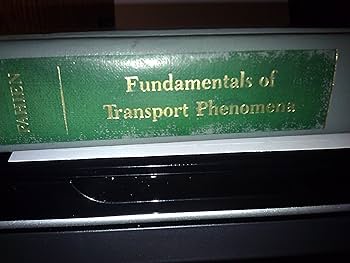 FAHIEN
Fundamentals of
Transport Phenomena